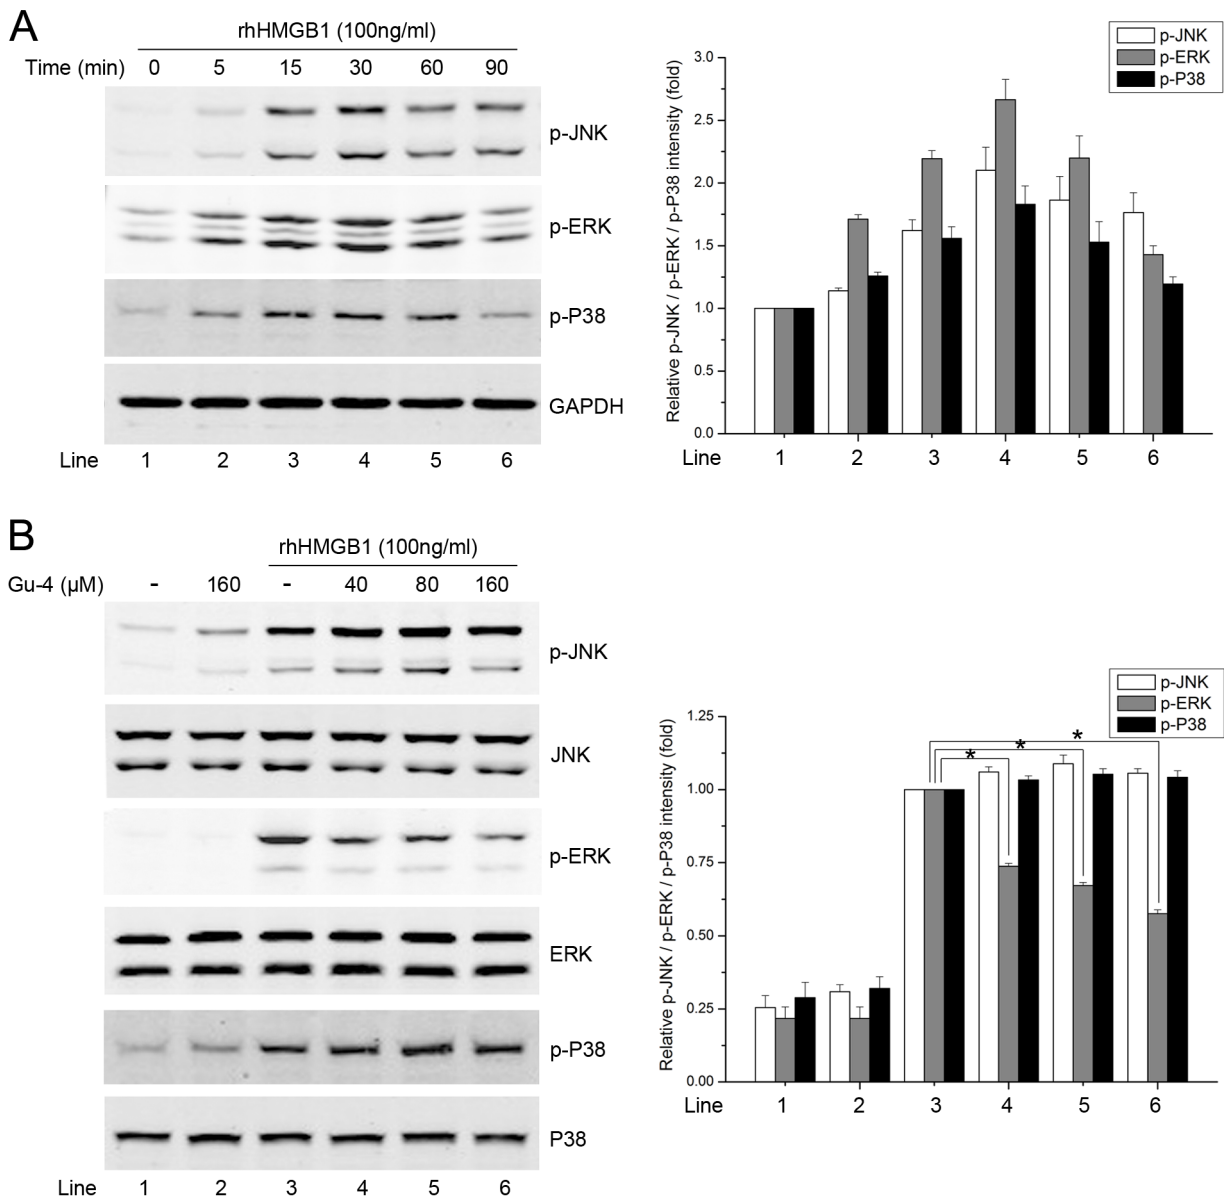 A
rhHMGB1 (100ng/ml)
Time (min) 0 5 15 30 60 90
p-JNK
p-ERK
p-P38
GAPDH
Line 1 2 3 4 5 6
p-JNK
p-ERK
p-P38
Relative p-JNK / p-ERK / p-P38 intensity (fold)
3.0
2.5
2.0
1.5
1.0
0.5
0.0
Line 1 2 3 4 5 6
B
rhHMGB1 (100ng/ml)
Gu-4 (μM) - 160 - 40 80 160
p-JNK
JNK
p-ERK
ERK
p-P38
P38
Line 1 2 3 4 5 6
p-JNK
p-ERK
p-P38
Relative p-JNK / p-ERK / p-P38 intensity (fold)
1.25
1.00
0.75
0.50
0.25
0.00
* * *
Line 1 2 3 4 5 6